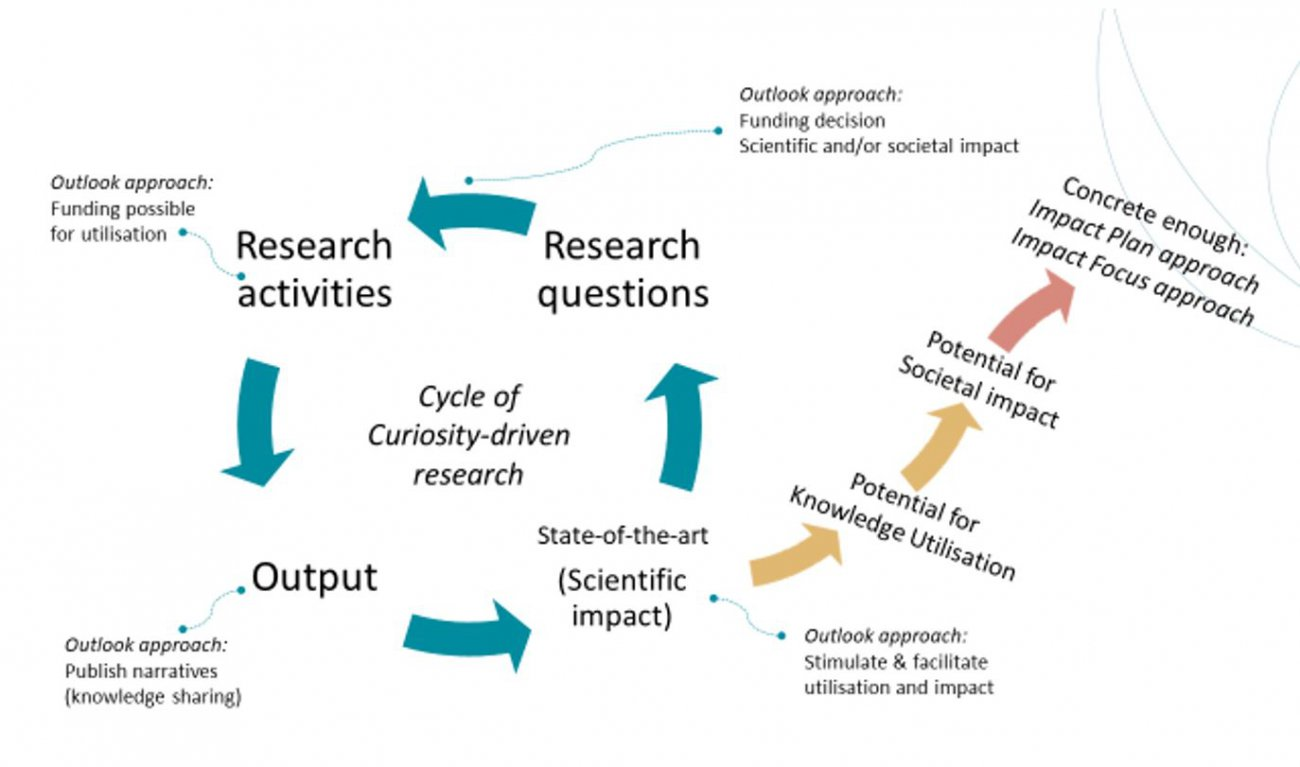 Outlook approach:
Funding decision
Scientific and/or societal impact
Outlook approach:
Funding possible
for utilisation
Research
activities
Research
questions
Concrete enough:
Impact Plan approach
Impact Focus approach
Potential for
Societal impact
Cycle of
Curiosity-driven
research
Potential for
Knowledge Utilisation
State-of-the-art
(Scientific
impact)
Output
Outlook approach:
Publish narratives
(knowledge sharing)
Outlook approach:
Stimulate & facilitate
utilisation and impact